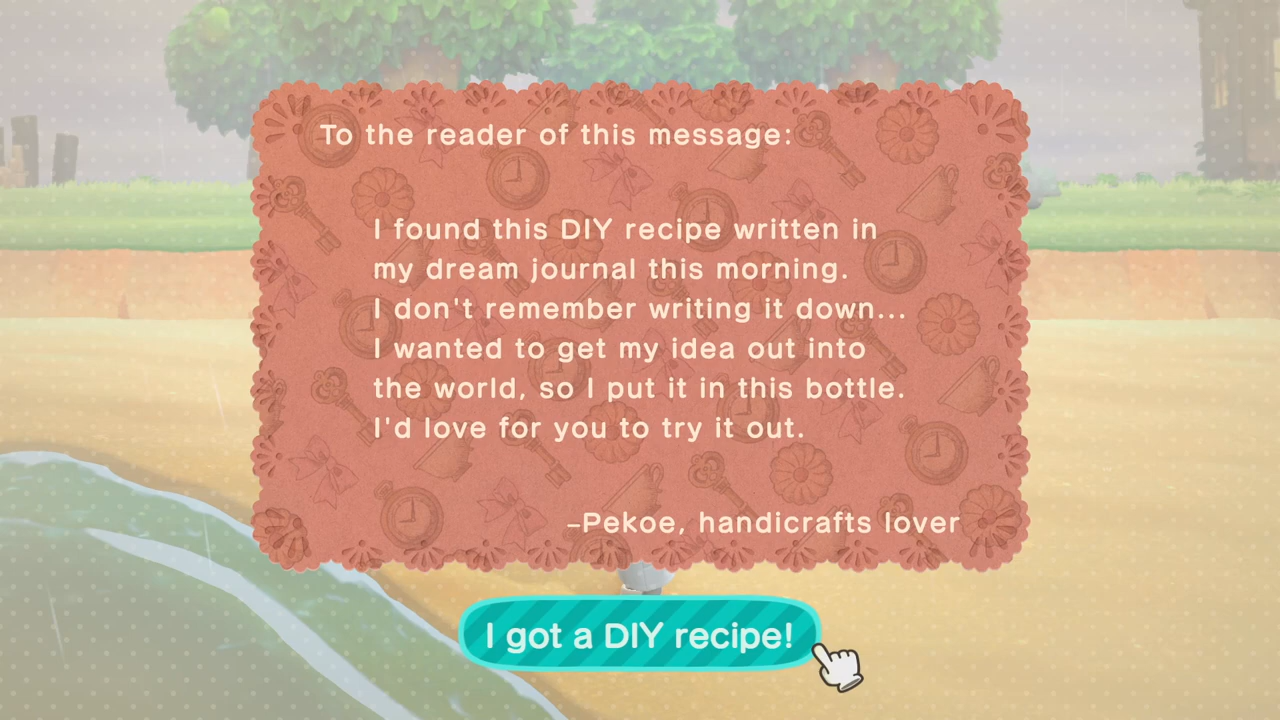 To the reader of this message:
I found this DIY recipe written in
my dream journal this morning.
I don't remember writing it down...
I wanted to get my idea out into
the world, so I put it in this bottle.
I'd love for you to try it out.
–Pekoe, handicrafts lover
I got a DIY recipe!